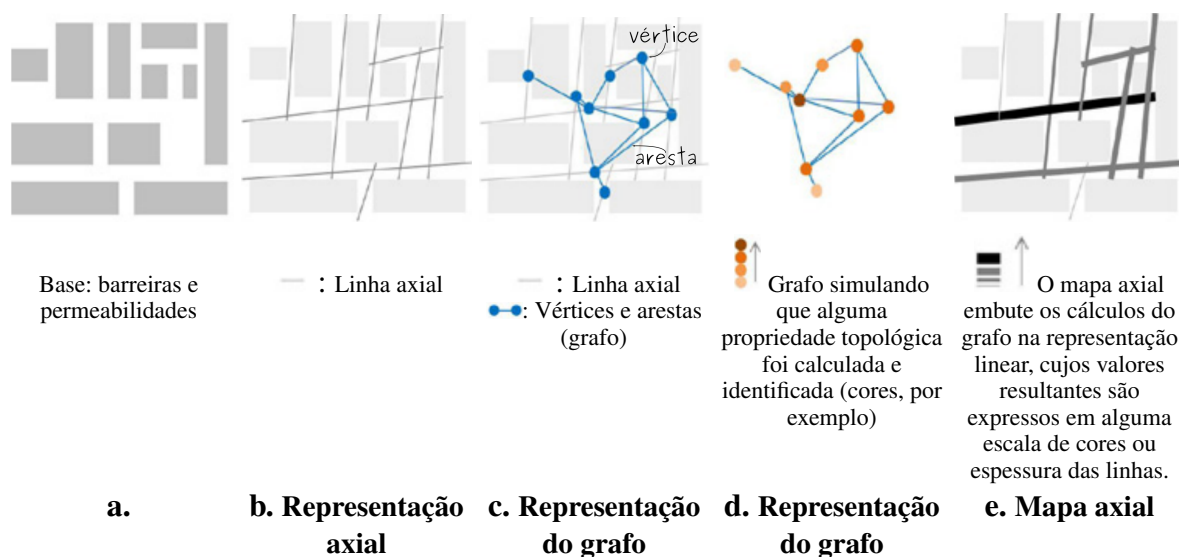 vértice
aresta
Base: barreiras e
permeabilidades
: Linha axial
: Linha axial
: Vértices e arestas
(grafo)
Grafo simulando
que alguma
propriedade topológica
foi calculada e
identificada (cores, por
exemplo)
O mapa axial
embute os cálculos do
grafo na representação
linear, cujos valores
resultantes são
expressos em alguma
escala de cores ou
espessura das linhas.
a.
b. Representação
axial
c. Representação
do grafo
d. Representação
do grafo
e. Mapa axial